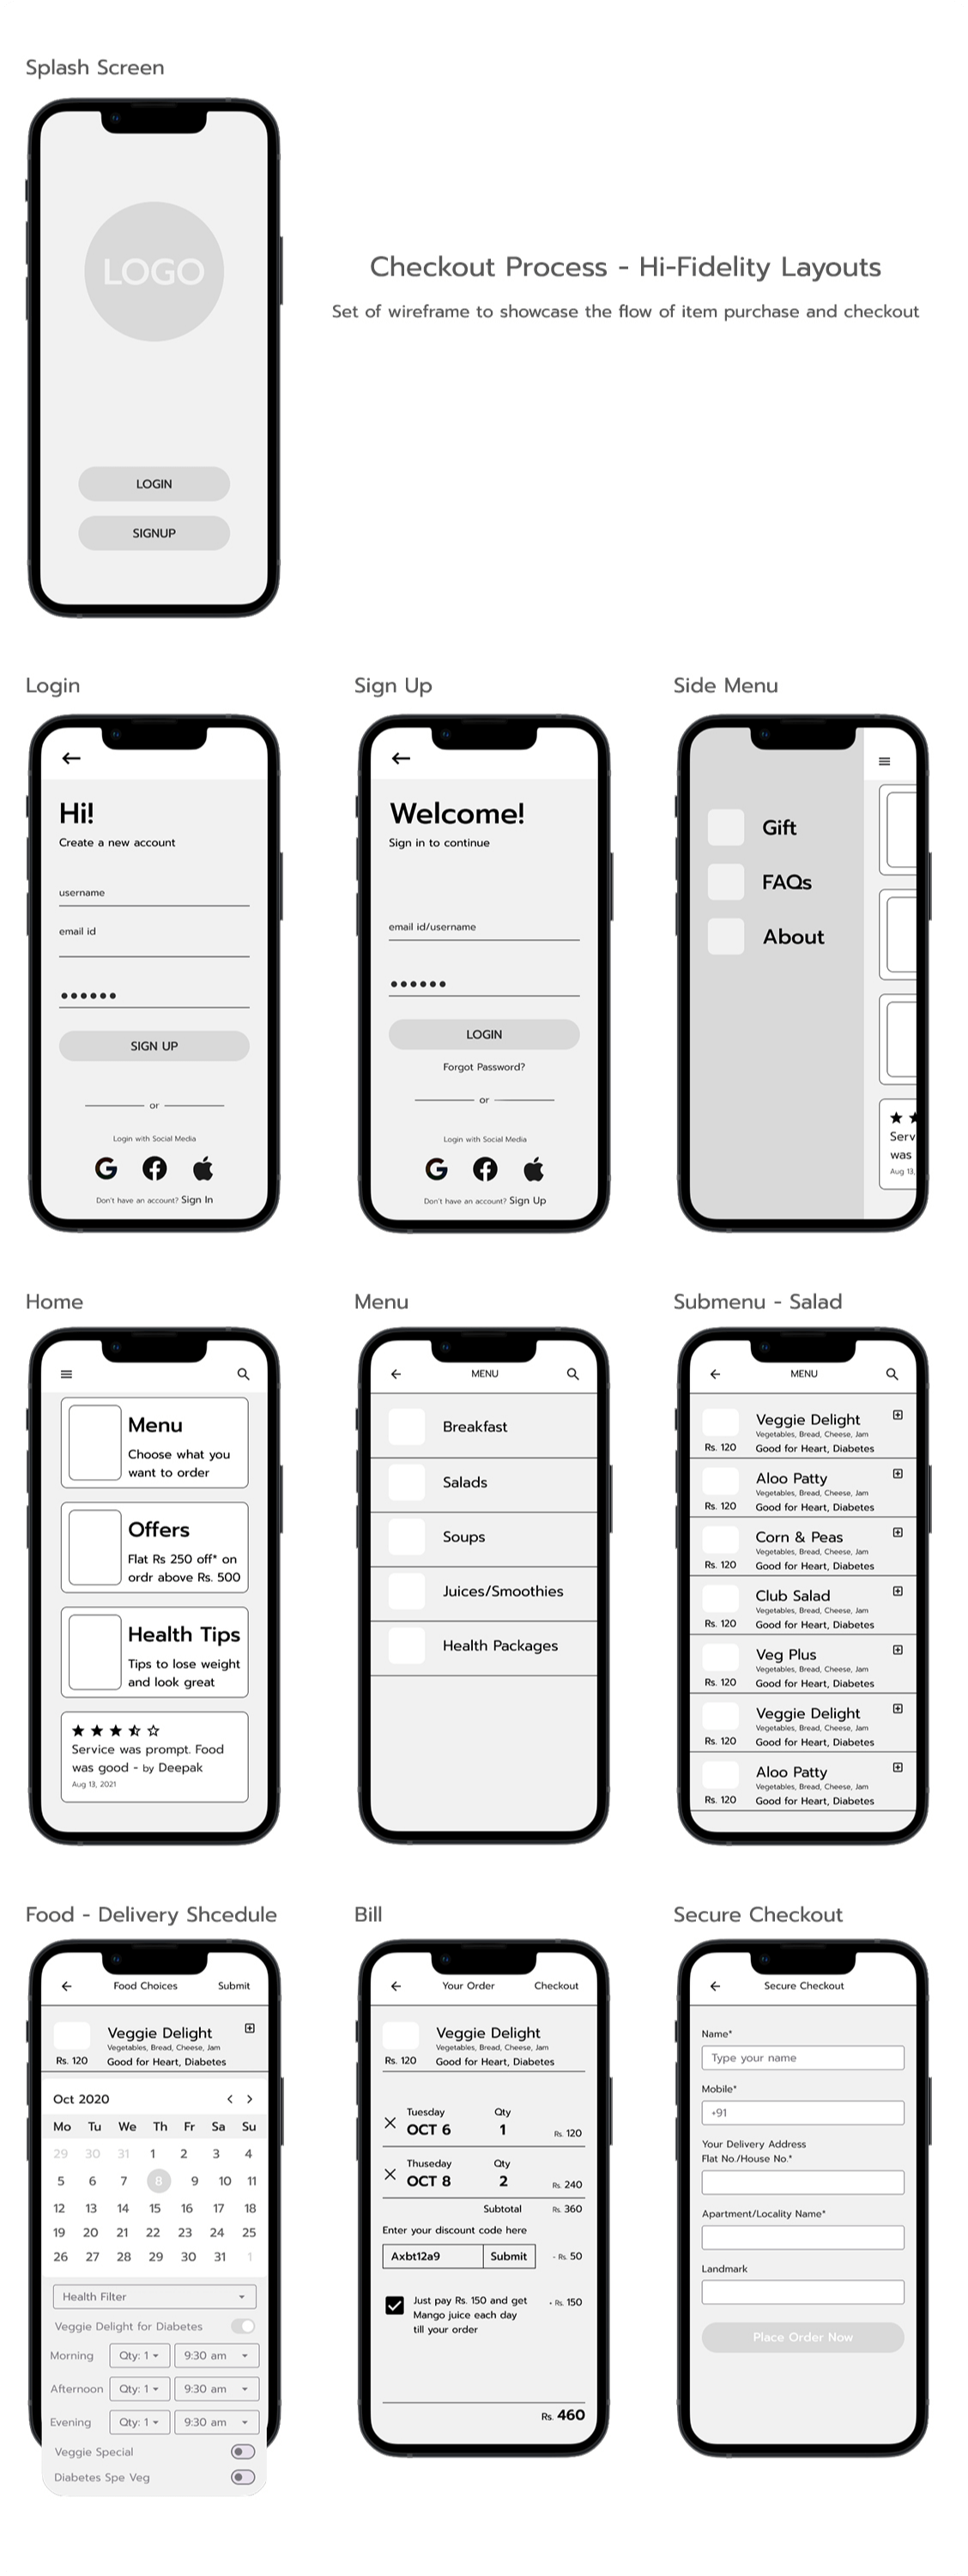 Splash Screen
LOGO
LOGIN
SIGNUP
Checkout Process - Hi-Fidelity Layouts
Set of wireframe to showcase the flow of item purchase and checkout
Login
Hi!
Create a new account
username
email id
SIGN UP
or
Login with Social Media
Don't have an account? Sign In
Sign Up
Welcome!
Sign in to continue
email id/username
LOGIN
Forgot Password?
or
Login with Social Media
Don't have an account? Sign Up
Side Menu
Gift
FAQs
About
Serv
was
Aug 13,
Home
Menu
Choose what you
want to order
Offers
Flat Rs 250 off* on
ordr above Rs. 500
Health Tips
Tips to lose weight
and look great
Service was prompt. Food
was good - by Deepak
Aug 13, 2021
Menu
MENU
Breakfast
Salads
Soups
Juices/Smoothies
Health Packages
Submenu - Salad
MENU
Veggie Delight
Vegetables, Bread, Cheese, Jam
Rs. 120 Good for Heart, Diabetes
Aloo Patty
Vegetables, Bread, Cheese, Jam
Rs. 120 Good for Heart, Diabetes
Corn & Peas
Vegetables, Bread, Cheese, Jam
Rs. 120 Good for Heart, Diabetes
Club Salad
Vegetables, Bread, Cheese, Jam
Rs. 120 Good for Heart, Diabetes
Veg Plus
Vegetables, Bread, Cheese, Jam
Rs. 120 Good for Heart, Diabetes
Veggie Delight
Vegetables, Bread, Cheese, Jam
Rs. 120 Good for Heart, Diabetes
Aloo Patty
Vegetables, Bread, Cheese, Jam
Rs. 120 Good for Heart, Diabetes
Food - Delivery Shcedule
Food Choices Submit
Veggie Delight
Vegetables, Bread, Cheese, Jam
Rs. 120 Good for Heart, Diabetes
Oct 2020
Mo Tu We Th Fr Sa Su
29 30 31 1 2 3 4
5 6 7 8 9 10 11
12 13 14 15 16 17 18
19 20 21 22 23 24 25
26 27 28 29 30 31 1
Health Filter
Veggie Delight for Diabetes
Morning Qty: 1 9:30 am
Afternoon Qty: 1 9:30 am
Evening Qty: 1 9:30 am
Veggie Special
Diabetes Spe Veg
Bill
Your Order Checkout
Veggie Delight
Vegetables, Bread, Cheese, Jam
Rs. 120 Good for Heart, Diabetes
Tuesday Qty
OCT 6 1 Rs. 120
Thuseday Qty
OCT 8 2 Rs. 240
Subtotal Rs. 360
Enter your discount code here
Axbt12a9 Submit - Rs. 50
Just pay Rs. 150 and get + Rs. 150
Mango juice each day
till your order
Rs. 460
Secure Checkout
Secure Checkout
Name*
Type your name
Mobile*
+91
Your Delivery Address
Flat No./House No.*
Apartment/Locality Name*
Landmark
Place Order Now